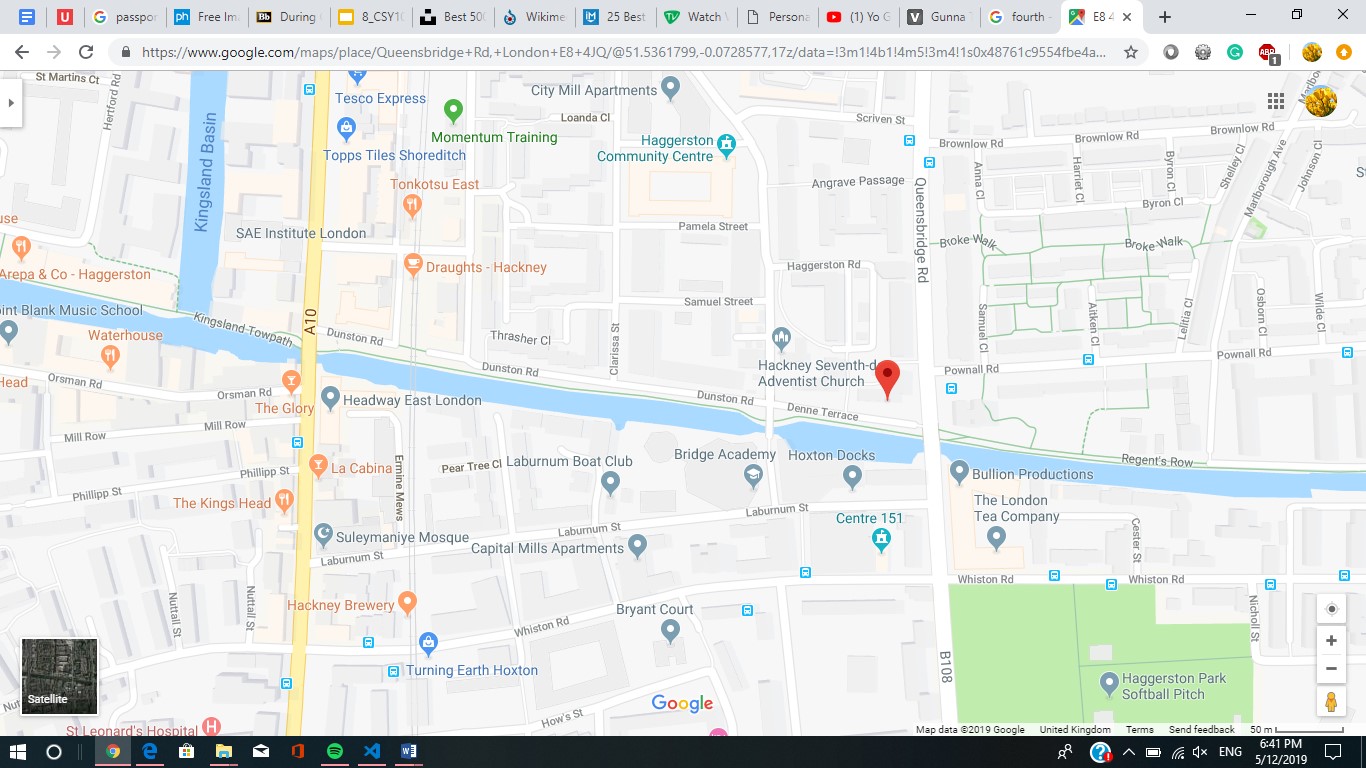 passpor
Free Ima
During
8_CSY10
Best 500
Wikime
25 Best
Watch
Persona
(1) Yo G
Gunna
fourth -
E8 4
https://www.google.com/maps/place/Queensbridge+Rd,+London+E8+4JQ/@51.5361799,-0.0728577,17z/data=!3m1!4b1!4m5!3m4!1s0x48761c9554fbe4a...
St Martins Ct
Herford Rd
Kingsland Basin
Tesco Express
Topps Tiles Shoreditch
Momentum Training
City Mill Apartments
Loanda Cl
Haggerston
Community Centre
Scriven St
Brownlow Rd
Brownlow Rd
Marlborough Ave
Shelley Cl
Johnson Cl
Anna Cl
Harriet Cl
Byron Cl
Byron Cl
Angrave Passage
Tonkotsu East
Pamela Street
Queensbridge Rd
SAE Institute London
Broke Walk
Broke Walk
Arepa & Co - Haggerston
Draughts - Hackney
Haggerston Rd
Samuel Street
Samuel Cl
Aitken Cl
Lelitia Cl
Osborn Cl
Wilde Cl
oint Blank Music School
Waterhouse
Kingsland Towpath
A10
Dunston Rd
Thrasher Cl
Clarissa St
Dunston Rd
Hackney Seventh-d
Adventist Church
Pownall Rd
Pownall Rd
Head
Orsman Rd
Orsman Rd
The Glory
Headway East London
Dunston Rd
Denne Terrace
Mill Row
Mill Row
Phillipp St
Phillipp St
La Cabina
Ermine Mews
Pear Tree Cl
Laburnum Boat Club
Bridge Academy
Hoxton Docks
Regent's Row
Bullion Productions
The Kings Head
The London
Tea Company
Laburnum St
Laburnum St
Laburnum St
Centre 151
Suleymaniye Mosque
Capital Mills Apartments
Caster St
Whiston Rd
Whiston Rd
Whiston Rd
Nuttall St
Nuttall St
Hackney Brewery
Bryant Court
Nicholl St
Turning Earth Hoxton
B108
Haggerston Park
Softball Pitch
Satellite
Google
How's St
St Leonard's Hospital
Map data ©2019 Google
United Kingdom
Terms
Send feedback
50 m
ENG
6:41 PM
5/12/2019